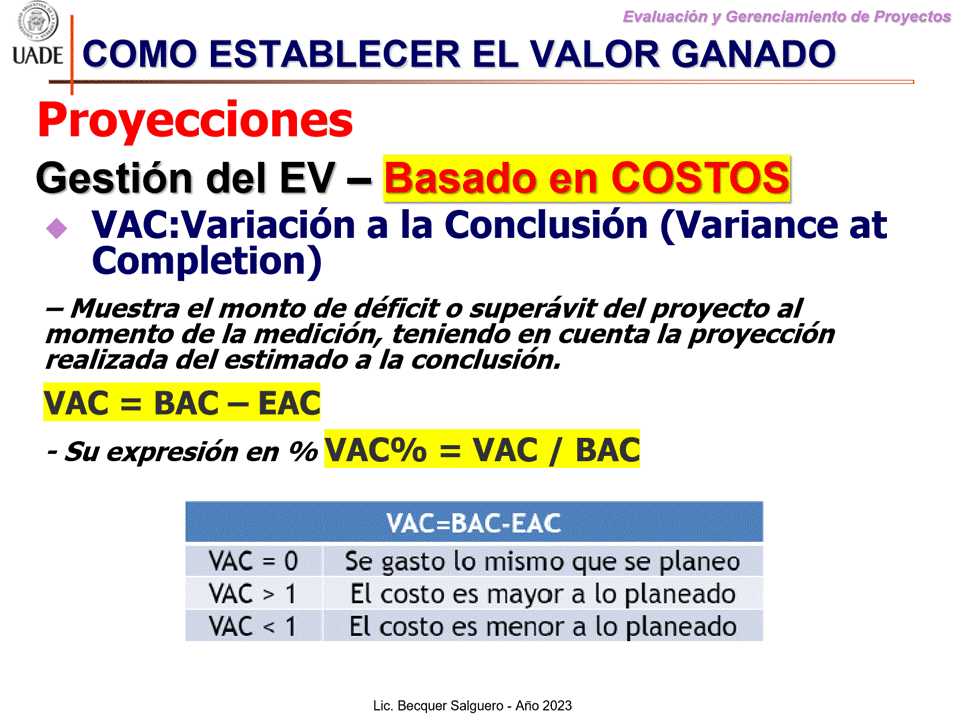 Evaluación y Gerenciamiento de Proyectos
UADE
COMO ESTABLECER EL VALOR GANADO
Proyecciones
Gestión del EV – Basado en COSTOS
VAC:Variación a la Conclusión (Variance at
Completion)
– Muestra el monto de déficit o superávit del proyecto al
momento de la medición, teniendo en cuenta la proyección
realizada del estimado a la conclusión.
VAC = BAC – EAC
- Su expresión en % VAC% = VAC / BAC
VAC=BAC-EAC
VAC = 0 Se gasto lo mismo que se planeo
VAC > 1 El costo es mayor a lo planeado
VAC < 1 El costo es menor a lo planeado
Lic. Becquer Salguero - Año 2023